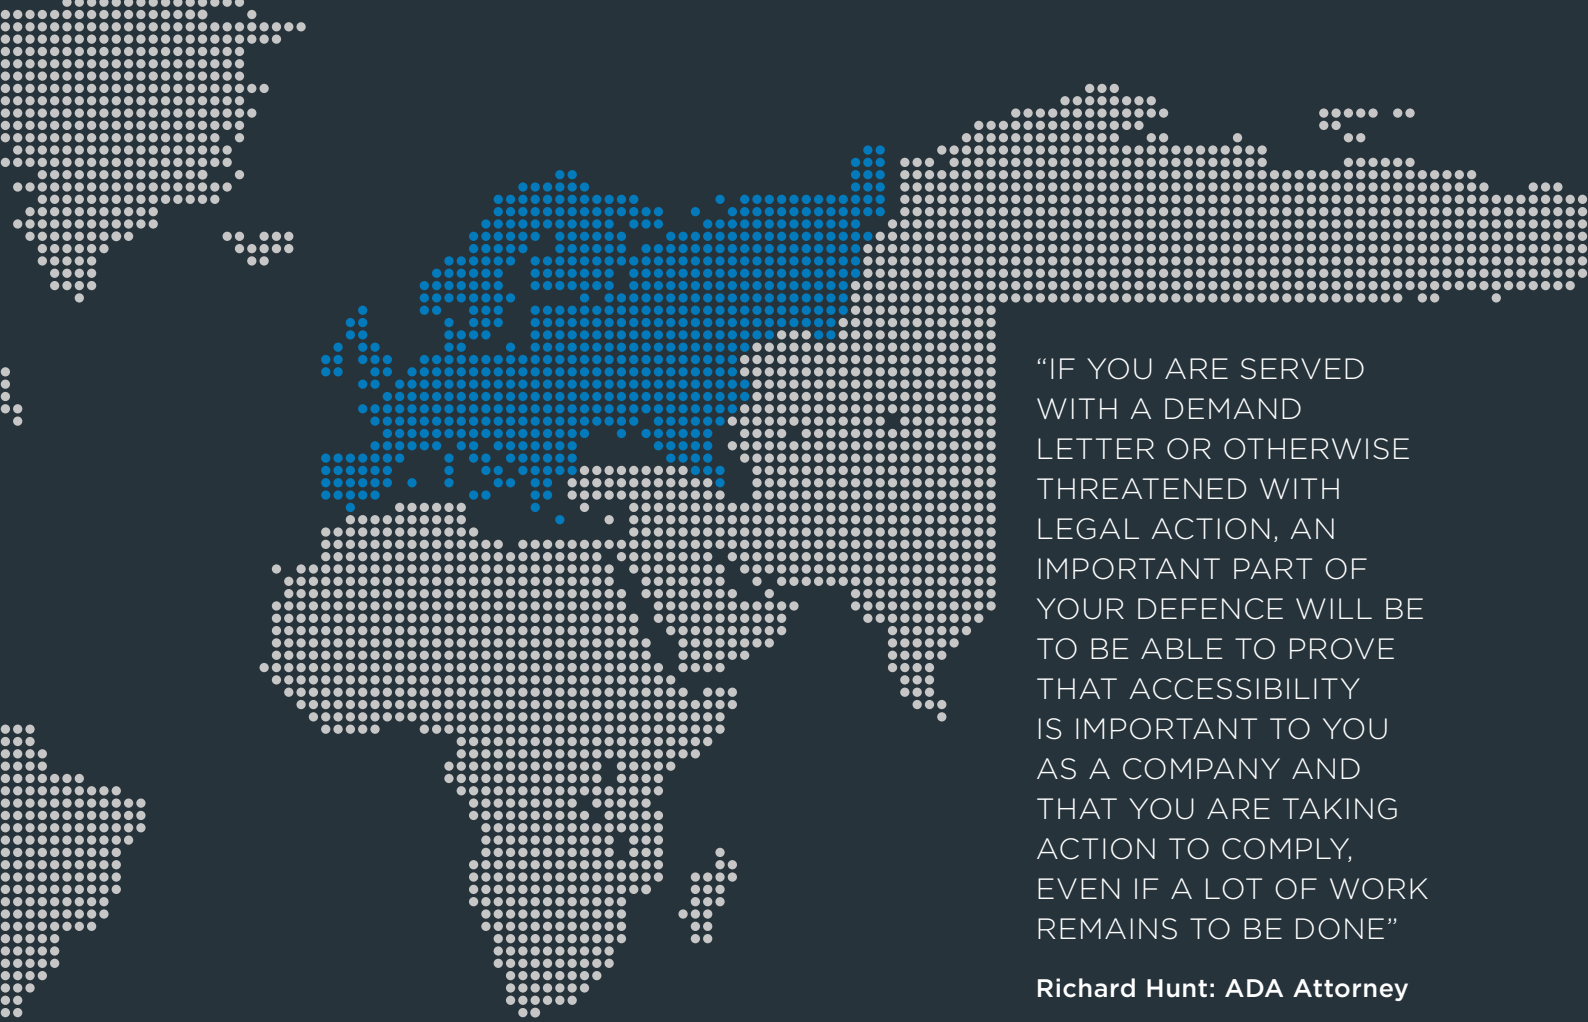 “IF YOU ARE SERVED
WITH A DEMAND
LETTER OR OTHERWISE
THREATENED WITH
LEGAL ACTION, AN
IMPORTANT PART OF
YOUR DEFENCE WILL BE
TO BE ABLE TO PROVE
THAT ACCESSIBILITY
IS IMPORTANT TO YOU
AS A COMPANY AND
THAT YOU ARE TAKING
ACTION TO COMPLY,
EVEN IF A LOT OF WORK
REMAINS TO BE DONE”
Richard Hunt: ADA Attorney